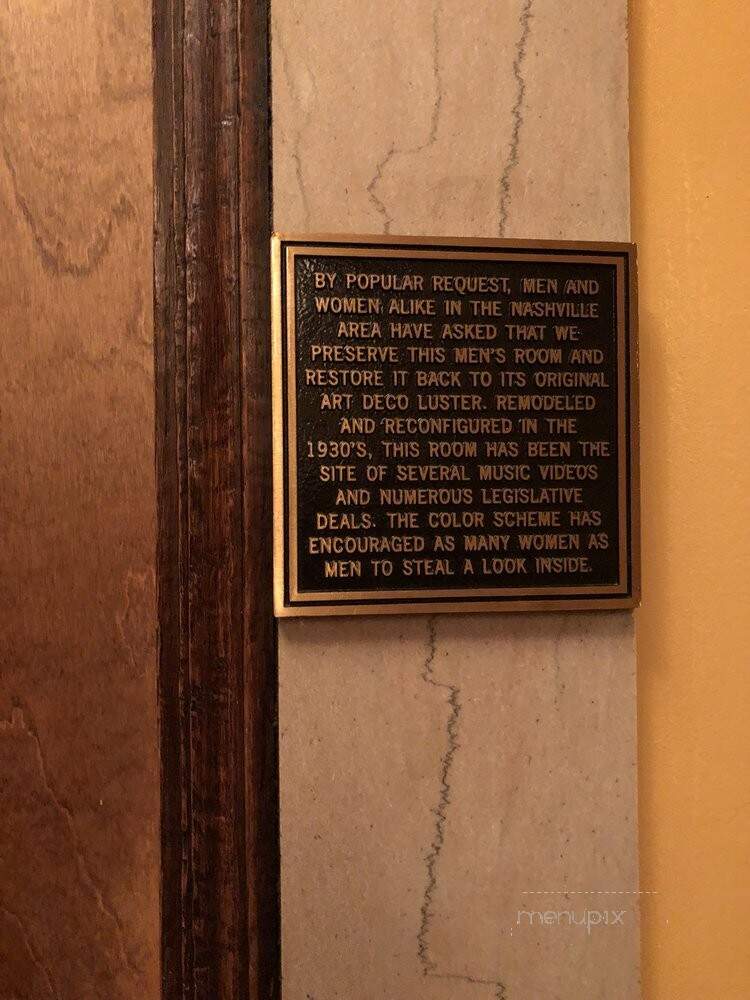 BY POPULAR REQUEST, MEN AND
WOMEN ALIKE IN THE NASHVILLE
AREA HAVE ASKED THAT WE
PRESERVE THIS MEN'S ROOM AND
RESTORE IT BACK TO ITS ORIGINAL
ART DECO LUSTER. REMODELED
AND RECONFIGURED IN THE
1930'S, THIS ROOM HAS BEEN THE
SITE OF SEVERAL MUSIC VIDEOS
AND NUMEROUS LEGISLATIVE
DEALS. THE COLOR SCHEME HAS
ENCOURAGED AS MANY WOMEN AS
MEN TO STEAL A LOOK INSIDE.
menupix